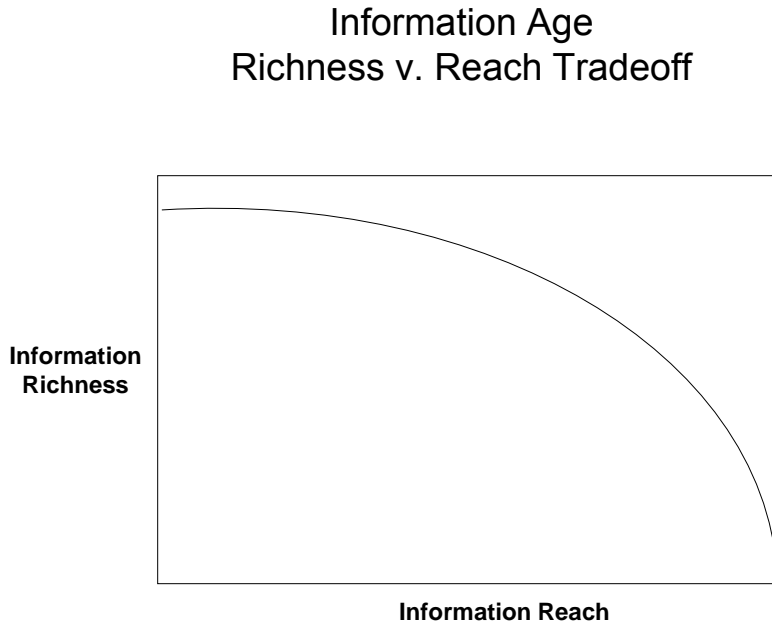 Information Age
Richness v. Reach Tradeoff
Information
Richness
Information Reach